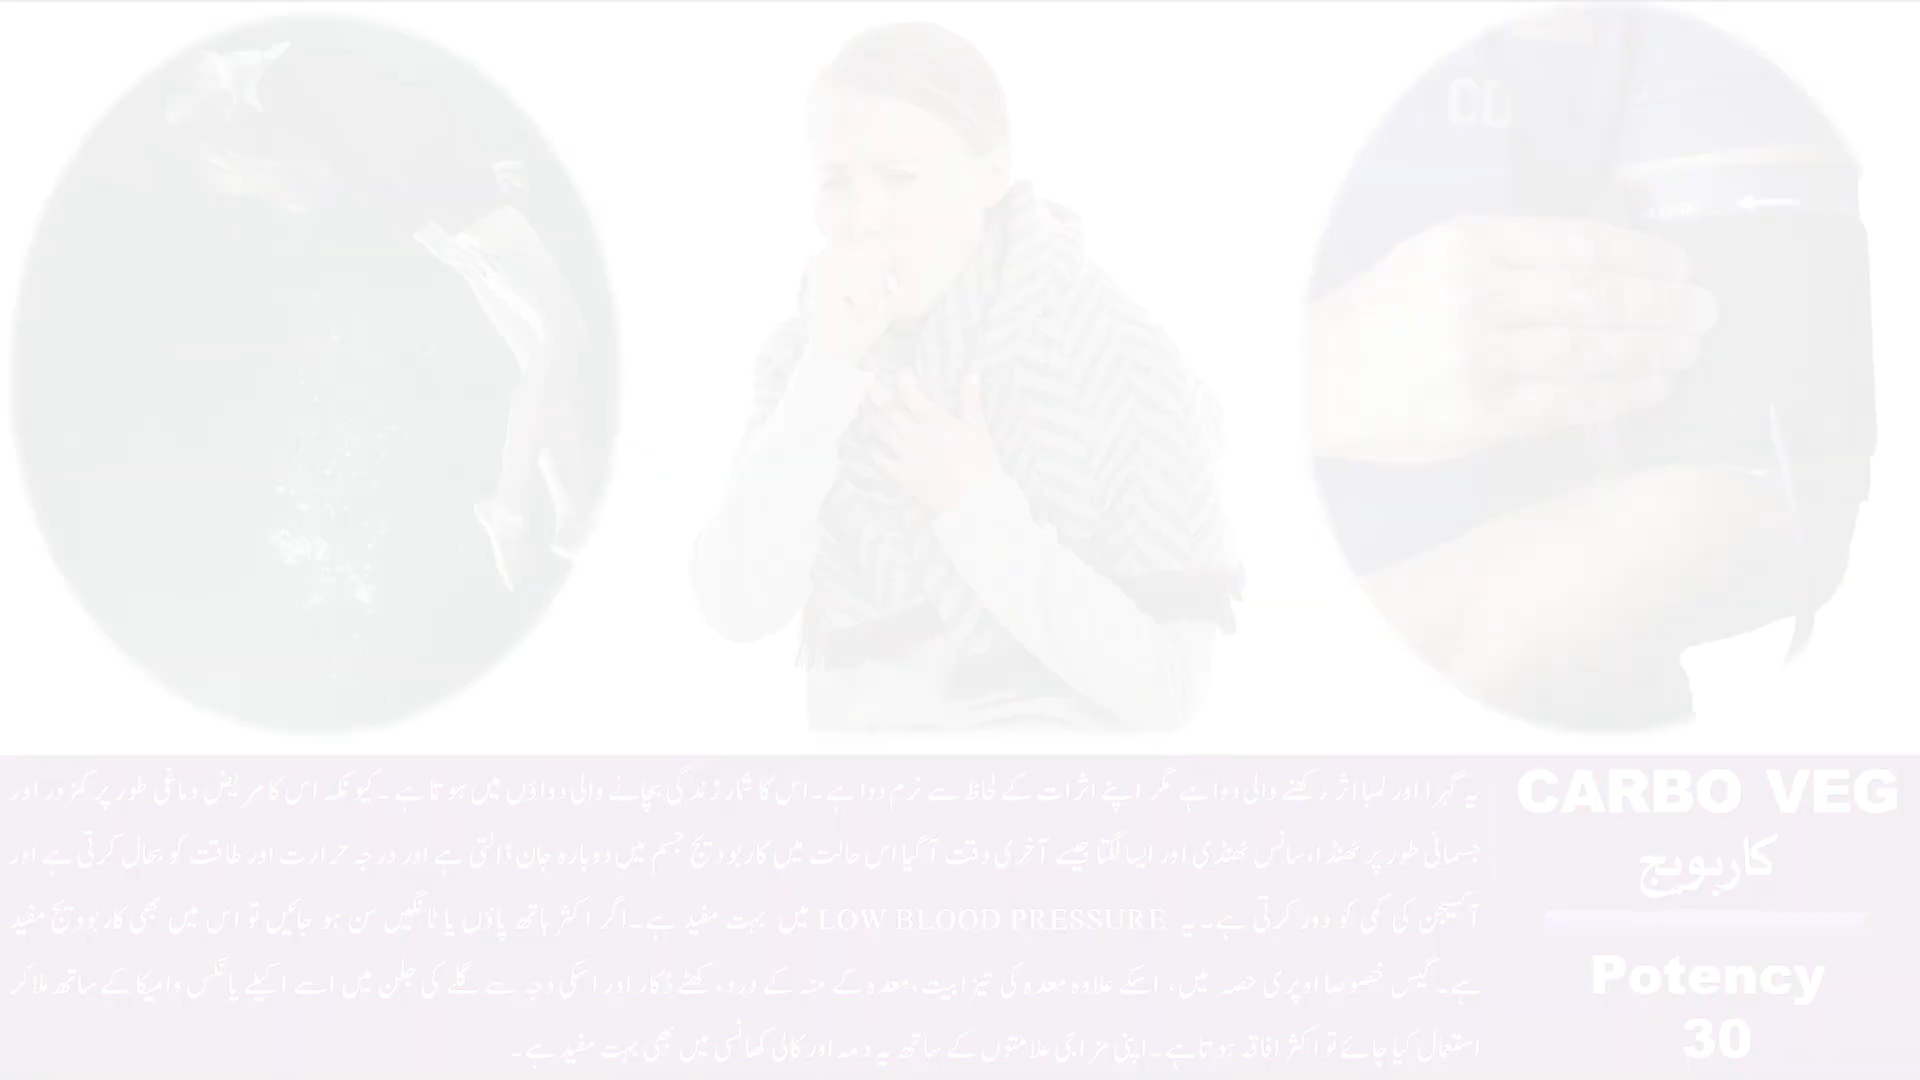 CU
یہ گہرا اور لمبا اثر رکھنے والی دوا ہے مگر اپنے اثرات کے لحاظ سے نرم دوا ہے۔ اس کا شمار زندگی بچانے والی دواؤں میں ہوتا ہے۔ کیونکہ اس کا مریض دماغی طور پر کمزور اور
جسمانی طور پر ٹھنڈا، سانس ٹھنڈی اور ایسا لگتا جیسے آخری وقت آگیا اس حالت میں کاربوویج جسم میں دوبارہ جان ڈالتی ہے اور درجہ حرارت اور طاقت کو بحال کرتی ہے اور
آکسیجن کی کمی کو دور کرتی ہے۔ یہ LOW BLOOD PRESSURE میں بہت مفید ہے۔ اگر اکثر ہاتھ پاؤں یا ٹانگیں سن ہو جائیں تو اس میں بھی کاربوویج مفید
ہے۔ گیس خصوصا اوپری حصہ میں، اسکے علاوہ معدہ کی تیزابیت، معدہ کے منہ کے درد، کھٹے ڈکار اور اسکی وجہ سے گلے کی جلن میں اسے اکیلے یا نکس وامیکا کے ساتھ ملا کر
استعمال کیا جائے تو اکثر افاقہ ہوتا ہے۔ اپنی مزاجی علامتوں کے ساتھ یہ دمہ اور کالی کھانسی میں بھی بہت مفید ہے۔
CARBO VEG
کاربوویج
Potency
30